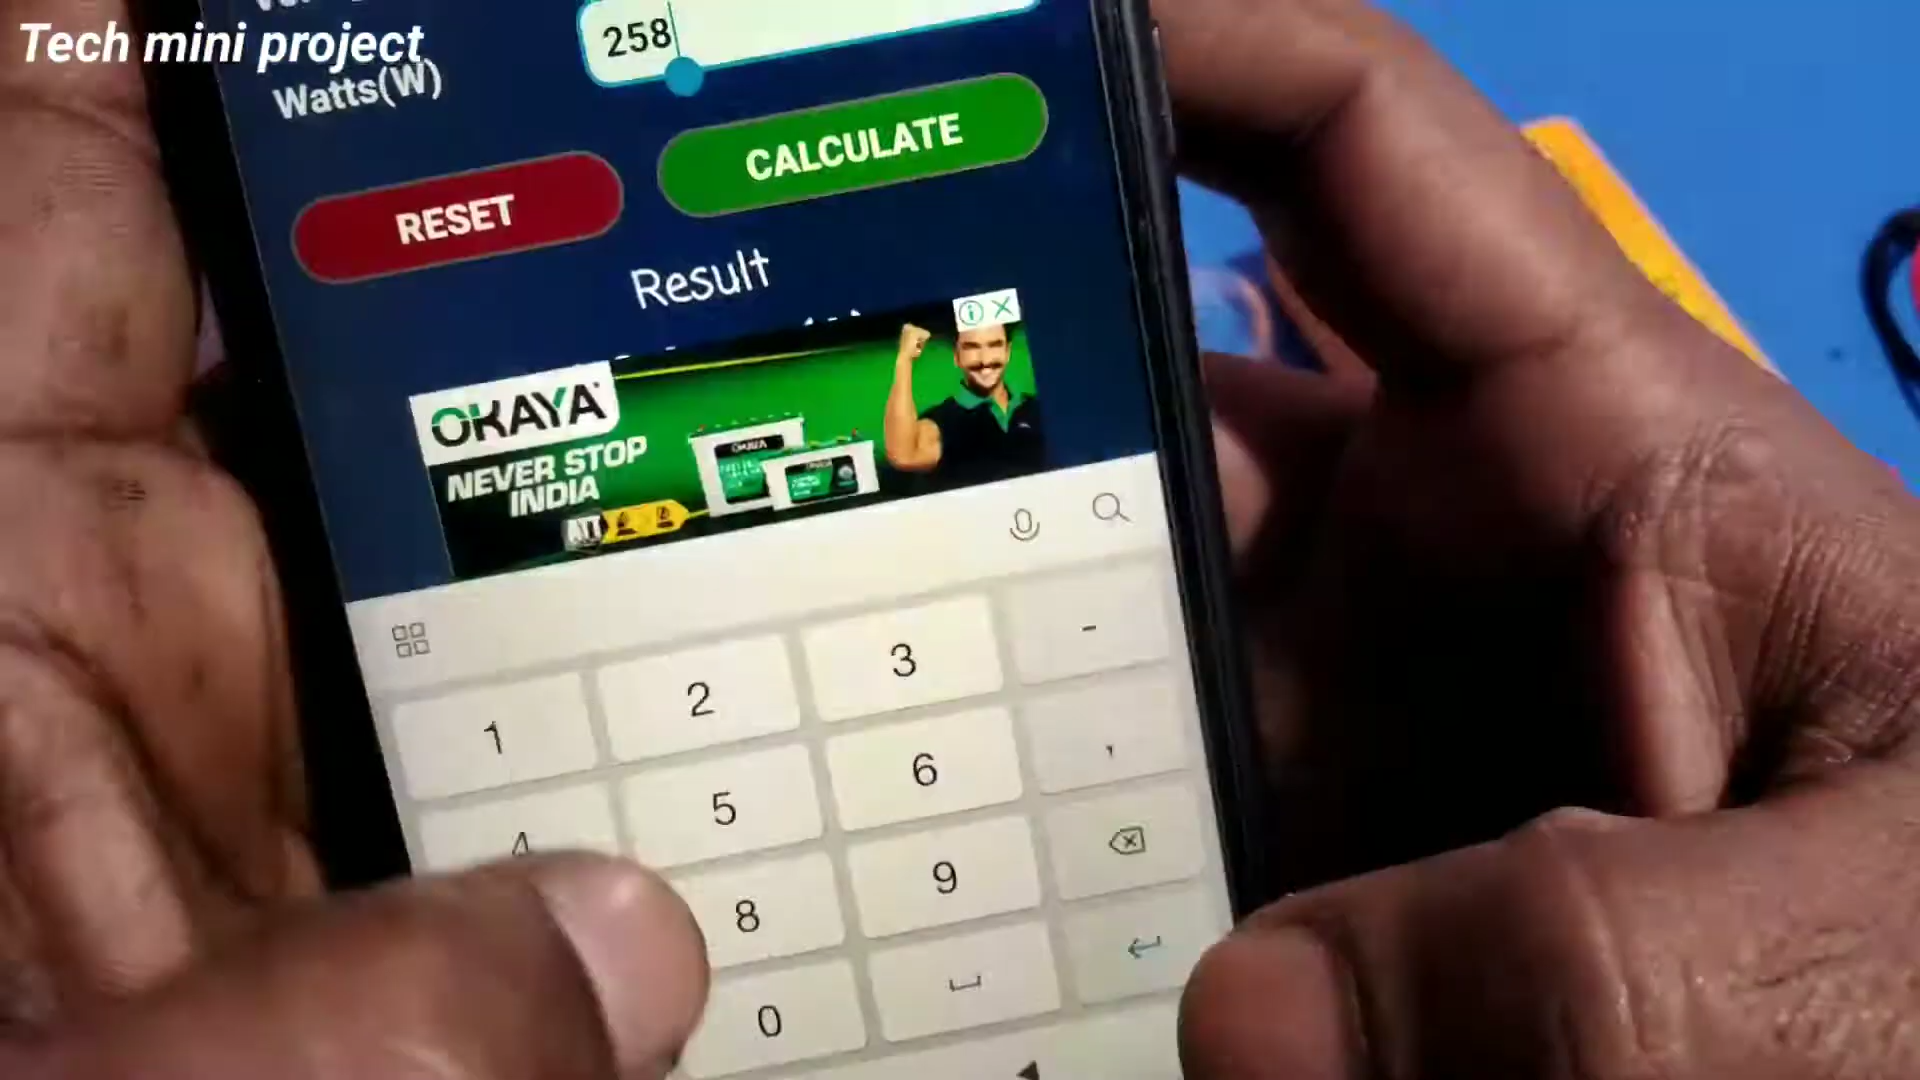 Tech mini project
258
Watts(W)
CALCULATE
RESET
Result
OKAYA
NEVER STOP
INDIA
ATT
1
2
3
-
4
5
6
,
8
9
0